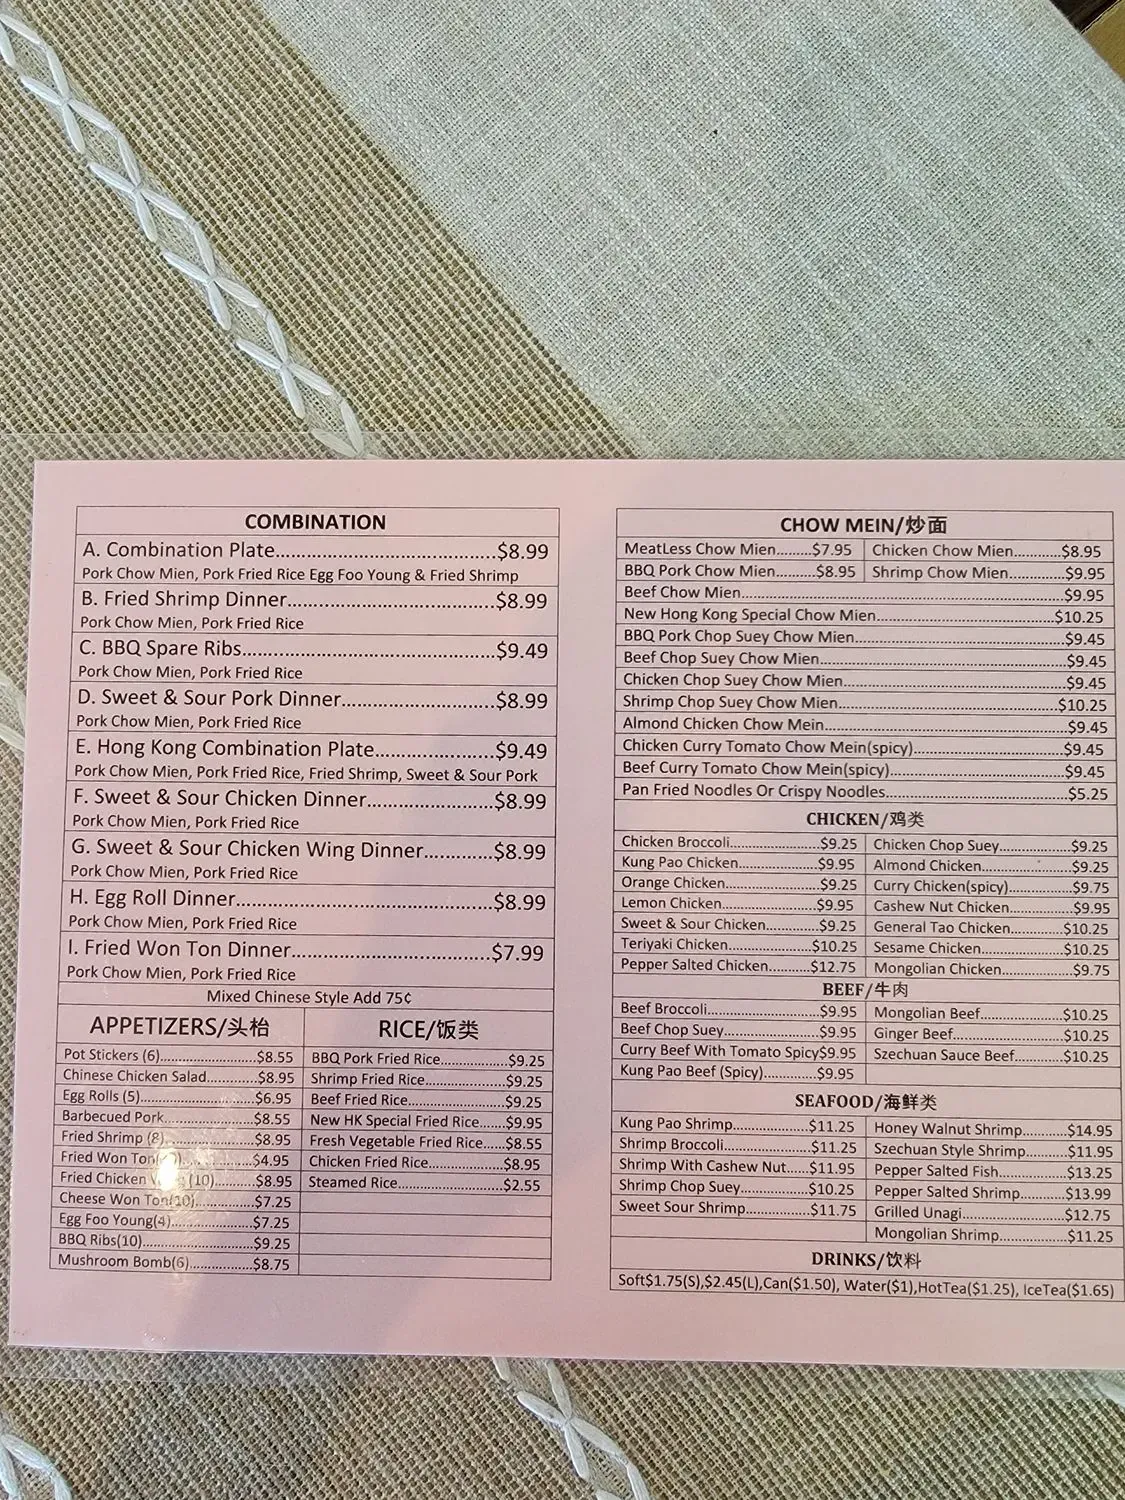 COMBINATION
A. Combination Plate........$8.99
Pork Chow Mien, Pork Fried Rice Egg Foo Young & Fried Shrimp
B. Fried Shrimp Dinner........$8.99
Pork Chow Mien, Pork Fried Rice
C. BBQ Spare Ribs........$9.49
Pork Chow Mien, Pork Fried Rice
D. Sweet & Sour Pork Dinner........$8.99
Pork Chow Mien, Pork Fried Rice
E. Hong Kong Combination Plate........$9.49
Pork Chow Mien, Pork Fried Rice, Fried Shrimp, Sweet & Sour Pork
F. Sweet & Sour Chicken Dinner........$8.99
Pork Chow Mien, Pork Fried Rice
G. Sweet & Sour Chicken Wing Dinner........$8.99
Pork Chow Mien, Pork Fried Rice
H. Egg Roll Dinner........$8.99
Pork Chow Mien, Pork Fried Rice
I. Fried Won Ton Dinner........$7.99
Pork Chow Mien, Pork Fried Rice
Mixed Chinese Style Add 75¢
APPETIZERS/头枱
Pot Stickers (6)........$8.55
Chinese Chicken Salad........$8.95
Egg Rolls (5)........$6.95
Barbecued Pork........$8.55
Fried Shrimp (8)........$8.95
Fried Won Ton........$4.95
Fried Chicken (10)........$8.95
Cheese Won Ton(10)........$7.25
Egg Foo Young(4)........$7.25
BBQ Ribs(10)........$9.25
Mushroom Bomb(6)........$8.75
RICE/饭类
BBQ Pork Fried Rice........$9.25
Shrimp Fried Rice........$9.25
Beef Fried Rice........$9.25
New HK Special Fried Rice......$9.95
Fresh Vegetable Fried Rice......$8.55
Chicken Fried Rice........$8.95
Steamed Rice........$2.55
CHOW MEIN/炒面
MeatLess Chow Mien........$7.95 Chicken Chow Mien........$8.95
BBQ Pork Chow Mien........$8.95 Shrimp Chow Mien........$9.95
Beef Chow Mien........$9.95
New Hong Kong Special Chow Mien........$10.25
BBQ Pork Chop Suey Chow Mien........$9.45
Beef Chop Suey Chow Mien........$9.45
Chicken Chop Suey Chow Mien........$9.45
Shrimp Chop Suey Chow Mien........$10.25
Almond Chicken Chow Mein........$9.45
Chicken Curry Tomato Chow Mein(spicy)........$9.45
Beef Curry Tomato Chow Mein(spicy)........$9.45
Pan Fried Noodles Or Crispy Noodles........$5.25
CHICKEN/鸡类
Chicken Broccoli........$9.25 Chicken Chop Suey........$9.25
Kung Pao Chicken........$9.95 Almond Chicken........$9.25
Orange Chicken........$9.25 Curry Chicken(spicy)........$9.75
Lemon Chicken........$9.95 Cashew Nut Chicken........$9.95
Sweet & Sour Chicken........$9.25 General Tao Chicken........$10.25
Teriyaki Chicken........$10.25 Sesame Chicken........$10.25
Pepper Salted Chicken........$12.75 Mongolian Chicken........$9.75
BEEF/牛肉
Beef Broccoli........$9.95 Mongolian Beef........$10.25
Beef Chop Suey........$9.95 Ginger Beef........$10.25
Curry Beef With Tomato Spicy$9.95 Szechuan Sauce Beef........$10.25
Kung Pao Beef (Spicy)........$9.95
SEAFOOD/海鲜类
Kung Pao Shrimp........$11.25 Honey Walnut Shrimp........$14.95
Shrimp Broccoli........$11.25 Szechuan Style Shrimp........$11.95
Shrimp With Cashew Nut.....$11.95 Pepper Salted Fish........$13.25
Shrimp Chop Suey........$10.25 Pepper Salted Shrimp........$13.99
Sweet Sour Shrimp........$11.75 Grilled Unagi........$12.75
Mongolian Shrimp........$11.25
DRINKS/饮料
Soft$1.75(S),$2.45(L),Can($1.50), Water($1),HotTea($1.25), IceTea($1.65)